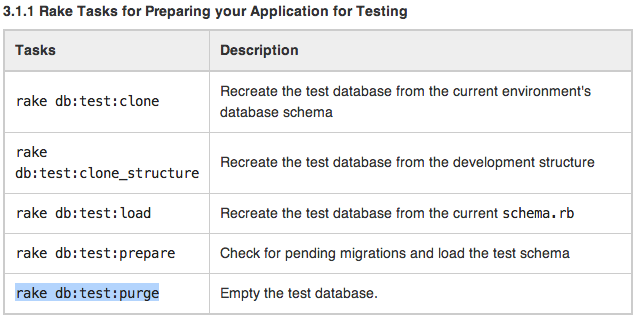 3.1.1 Rake Tasks for Preparing your Application for Testing
Tasks Description
rake db:test:clone Recreate the test database from the current environment's
database schema
rake
db:test:clone_structure Recreate the test database from the development structure
rake db:test:load Recreate the test database from the current schema.rb
rake db:test:prepare Check for pending migrations and load the test schema
rake db:test:purge Empty the test database.